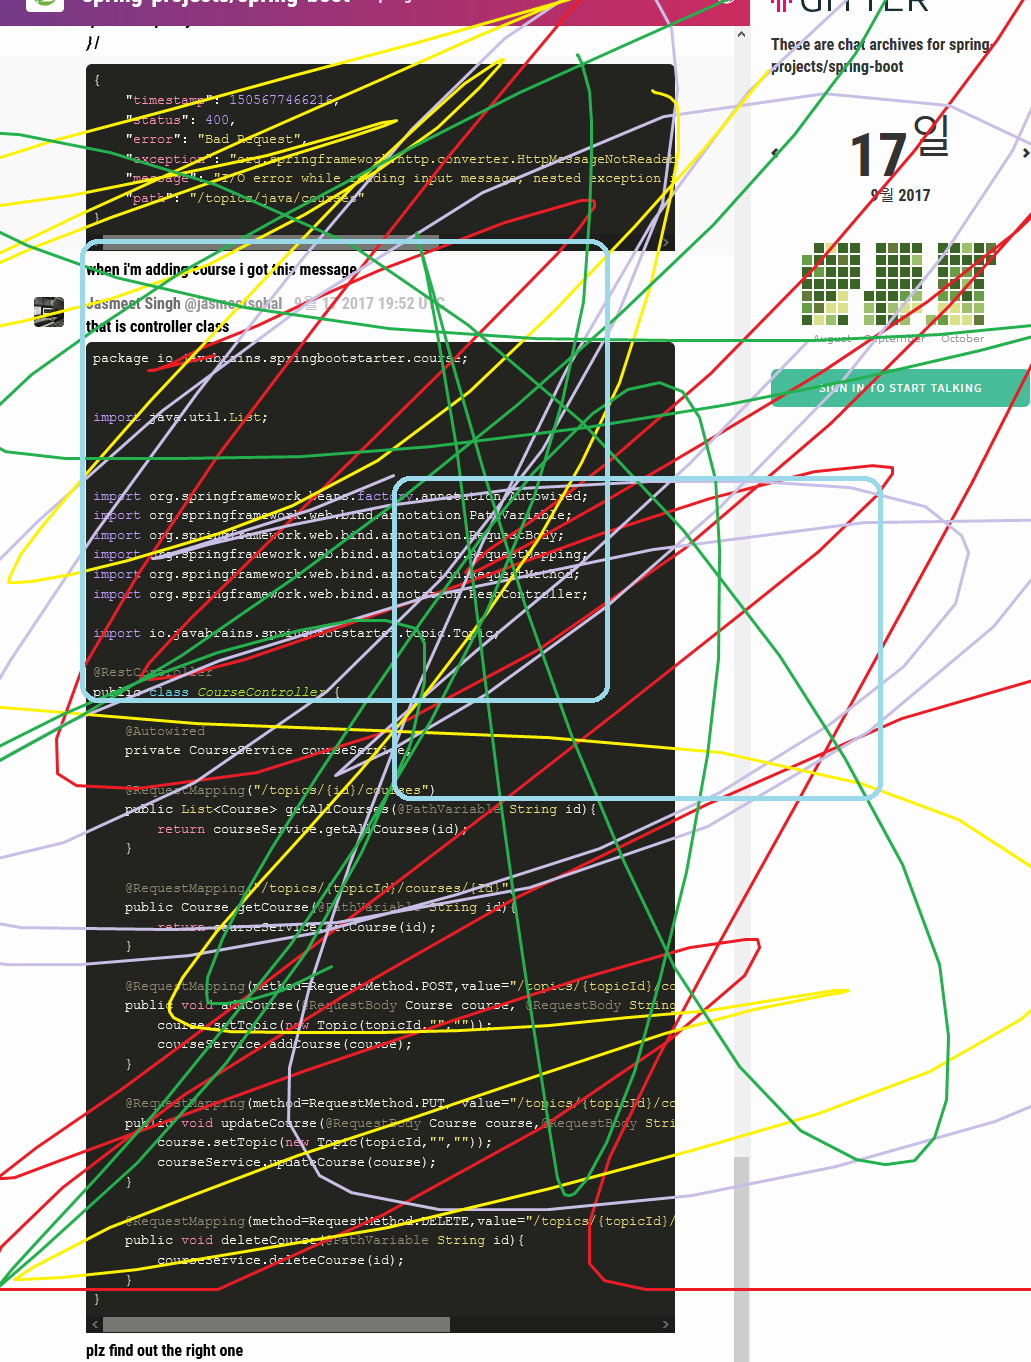 spring-projects/spring-boot
GITTER
These are chat archives for spring-
projects/spring-boot
17일
9월 2017
August September October
SIGN IN TO START TALKING
}/
{
"timestamp": 1505677466216,
"status": 400,
"error": "Bad Request",
"exception": "org.springframework.http.converter.HttpMessageNotReadab
"message": "I/O error while reading input message, nested exception i
"path": "/topics/java/courses"
}
when i'm adding course i got this message
Jasmeet Singh @jasmeetsohal 9월 17 2017 19:52 UTC
that is controller class
package io.javabrains.springbootstarter.course;
import java.util.List;
import org.springframework.beans.factory.annotation.Autowired;
import org.springframework.web.bind.annotation.PathVariable;
import org.springframework.web.bind.annotation.RequestBody;
import org.springframework.web.bind.annotation.RequestMapping;
import org.springframework.web.bind.annotation.RequestMethod;
import org.springframework.web.bind.annotation.RestController;
import io.javabrains.springbootstarter.topic.Topic;
@RestController
public class CourseController {
@Autowired
private CourseService courseService;
@RequestMapping("/topics/{id}/courses")
public List<Course> getAllCourses(@PathVariable String id){
return courseService.getAllCourses(id);
}
@RequestMapping("/topics/{topicId}/courses/{id}"
public Course getCourse(@PathVariable String id){
return courseService.getCourse(id);
}
@RequestMapping(method=RequestMethod.POST,value="/topics/{topicId}/co
public void addCourse(@RequestBody Course course, @RequestBody String
course.setTopic(new Topic(topicId,"",""));
courseService.addCourse(course);
}
@RequestMapping(method=RequestMethod.PUT, value="/topics/{topicId}/co
public void updateCourse(@RequestBody Course course,@RequestBody Stri
course.setTopic(new Topic(topicId,"",""));
courseService.updateCourse(course);
}
@RequestMapping(method=RequestMethod.DELETE,value="/topics/{topicId}/
public void deleteCourse(@PathVariable String id){
courseService.deleteCourse(id);
}
}
plz find out the right one